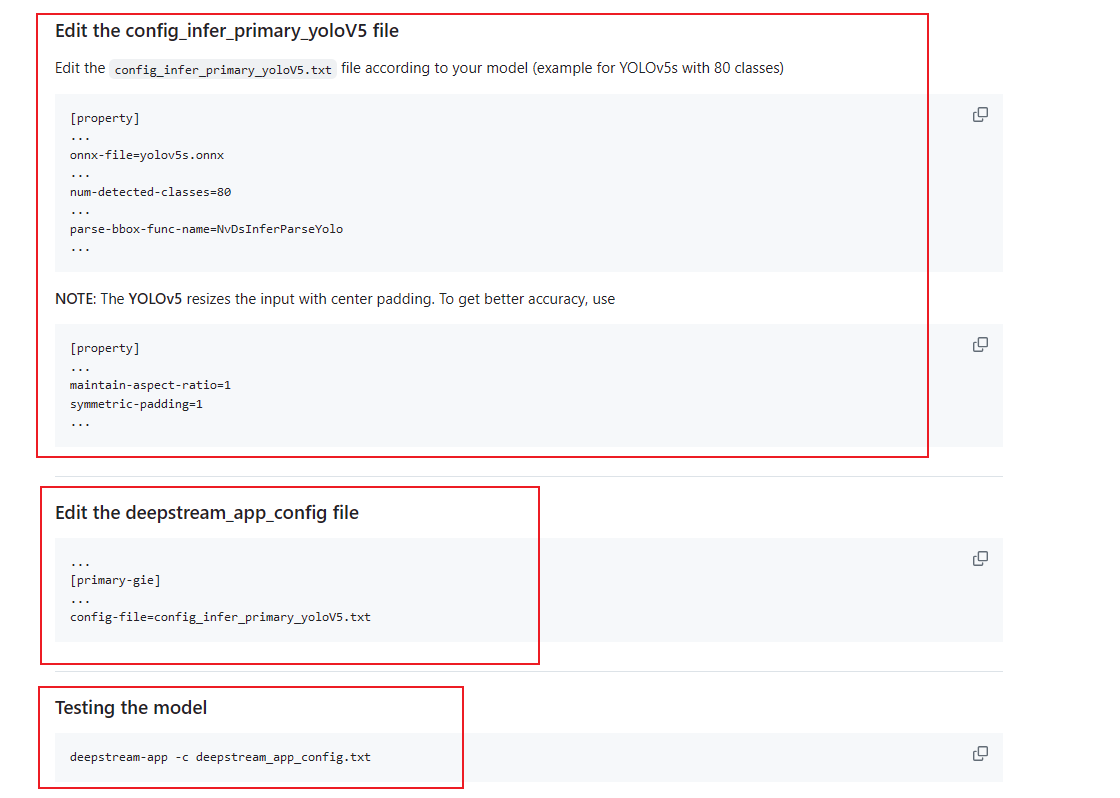 Edit the config_infer_primary_yoloV5 file
Edit the config_infer_primary_yoloV5.txt file according to your model (example for YOLOv5s with 80 classes)
[property]
...
onnx-file=yolov5s.onnx
...
num-detected-classes=80
...
parse-bbox-func-name=NvDsInferParseYolo
...
NOTE: The YOLOv5 resizes the input with center padding. To get better accuracy, use
[property]
...
maintain-aspect-ratio=1
symmetric-padding=1
...
Edit the deepstream_app_config file
...
[primary-gie]
...
config-file=config_infer_primary_yoloV5.txt
Testing the model
deepstream-app -c deepstream_app_config.txt